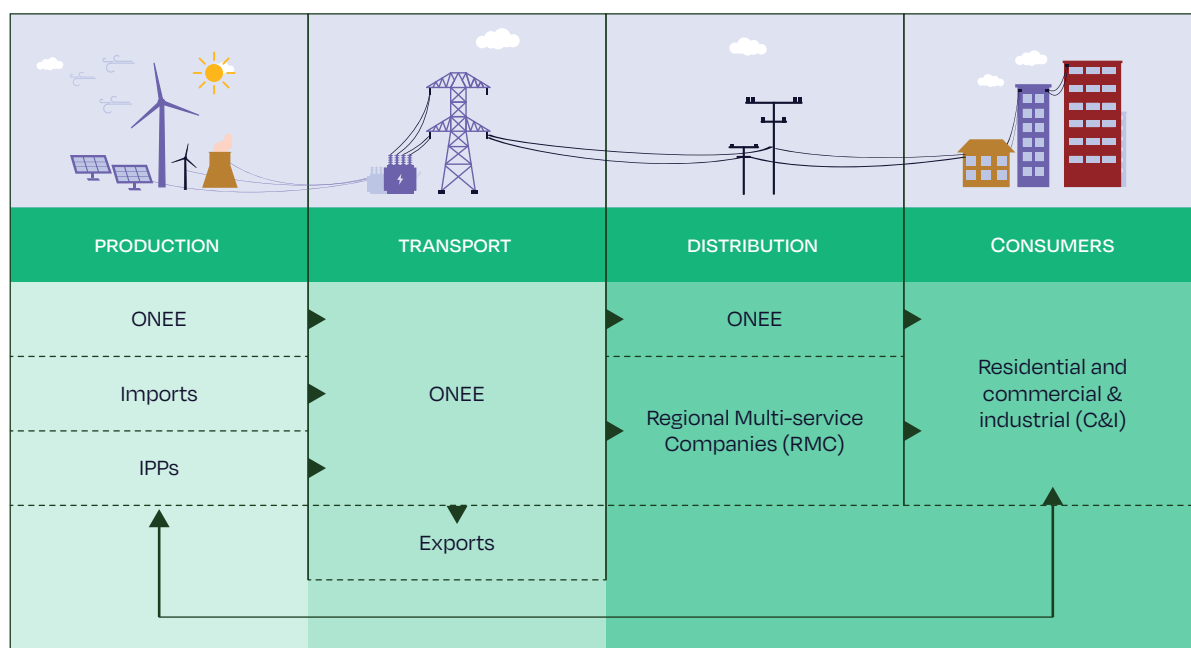 PRODUCTION
TRANSPORT
DISTRIBUTION
CONSUMERS
ONEE
Imports
IPPs
ONEE
Exports
ONEE
Regional Multi-service
Companies (RMC)
Residential and
commercial &
industrial (C&I)